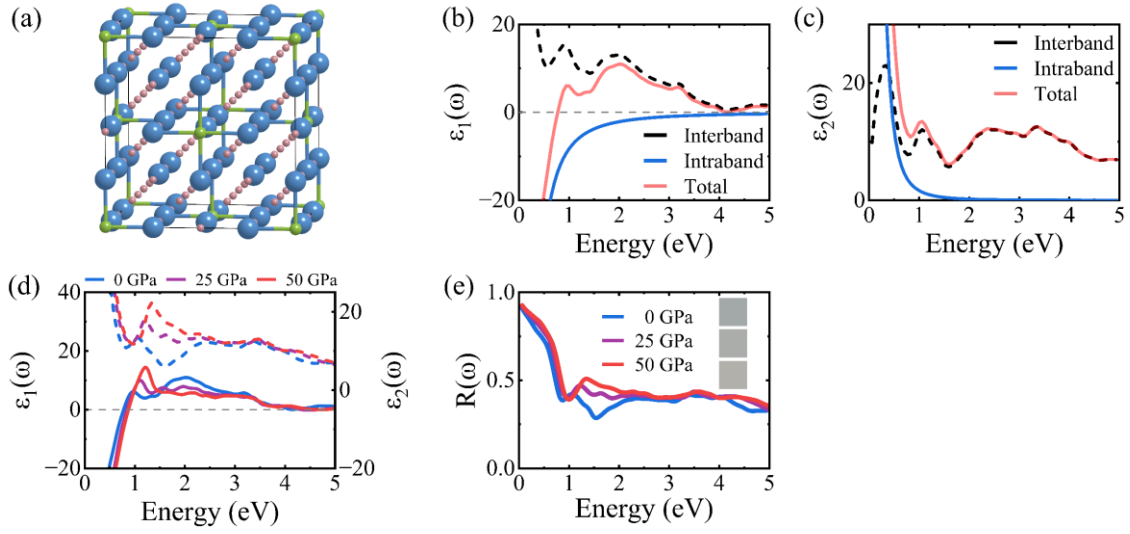 (a)
(b)
20
10
0
−10
−20
ε₁(ω)
Interband
Intraband
Total
0 1 2 3 4 5
Energy (eV)
(c)
20
0
ε₂(ω)
Interband
Intraband
Total
0 1 2 3 4 5
Energy (eV)
(d)
0 GPa 25 GPa 50 GPa
40
20
0
−20
ε₁(ω)
20
0
−20
ε₂(ω)
0 1 2 3 4 5
Energy (eV)
(e)
1.0
0.5
0.0
R(ω)
0 GPa
25 GPa
50 GPa
0 1 2 3 4 5
Energy (eV)